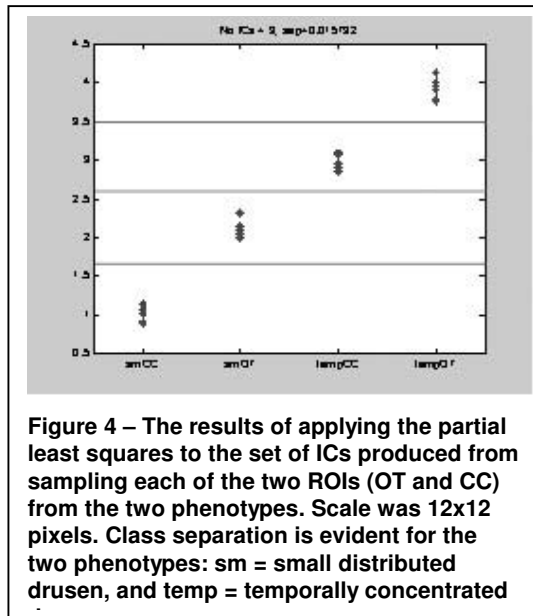 No ICs = 9, sep=0.015792
4.5
4
3.5
3
2.5
2
1.5
1
0.5
smCC
smOT
tempCC
tempOT
Figure 4 – The results of applying the partial
least squares to the set of ICs produced from
sampling each of the two ROIs (OT and CC)
from the two phenotypes. Scale was 12x12
pixels. Class separation is evident for the
two phenotypes: sm = small distributed
drusen, and temp = temporally concentrated